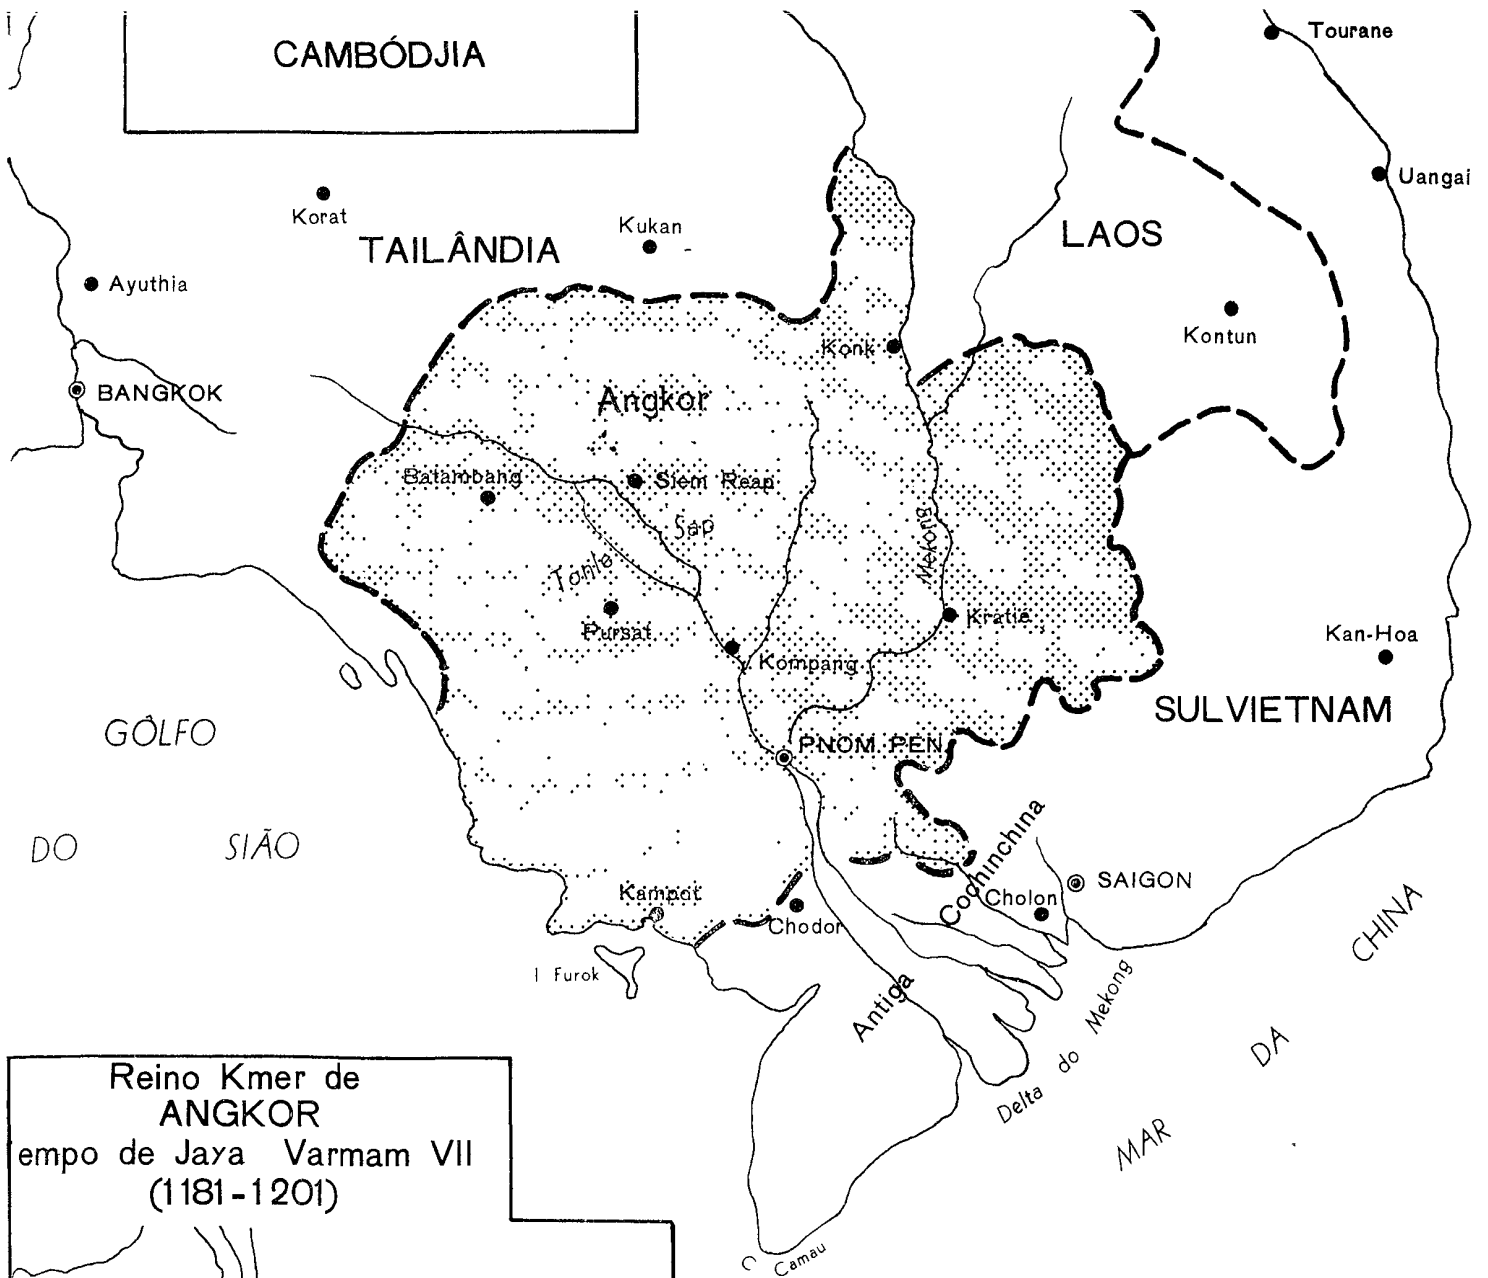 CAMBÓDJIA
Tourane
Uangai
Korat
Kukan
TAILÂNDIA
LAOS
Ayuthia
Kontun
Konk
BANGKOK
Angkor
Batambang
Siem Reap
Sap
Mekong
Tonle
Pursat
Kratie
Kompang
Kan-Hoa
SULVIETNAM
GÔLFO
PNOM. PEN
DO SIÃO
Cochinchina
SAIGON
Kampot
Cholon
Chodor
CHINA
I Furok
Antiga
Delta do Mekong
DA
MAR
Reino Kmer de
ANGKOR
empo de Jaya Varmam VII
(1181-1201)
C Camau